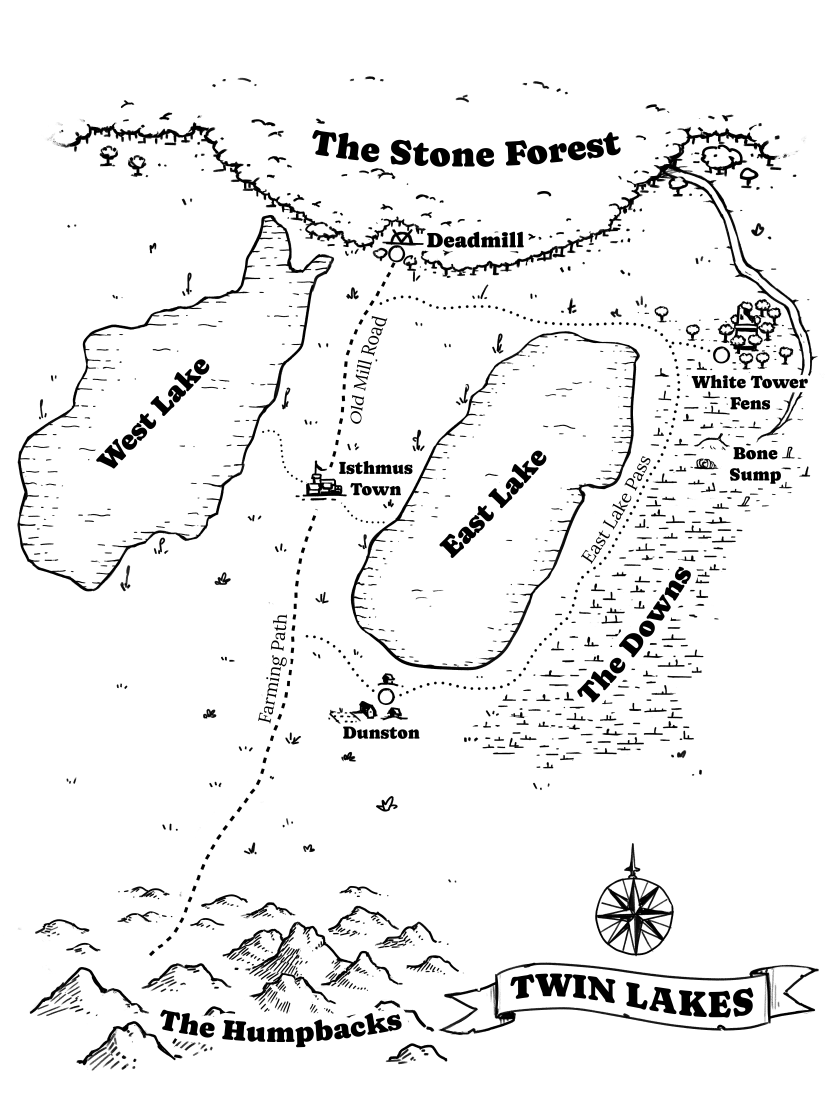 The Stone Forest
Deadmill
Old Mill Road
White Tower
Fens
West Lake
Isthmus
Town
Bone
Sump
East Lake
East Lake Pass
The Downs
Farming Path
Dunston
TWIN LAKES
The Humpbacks